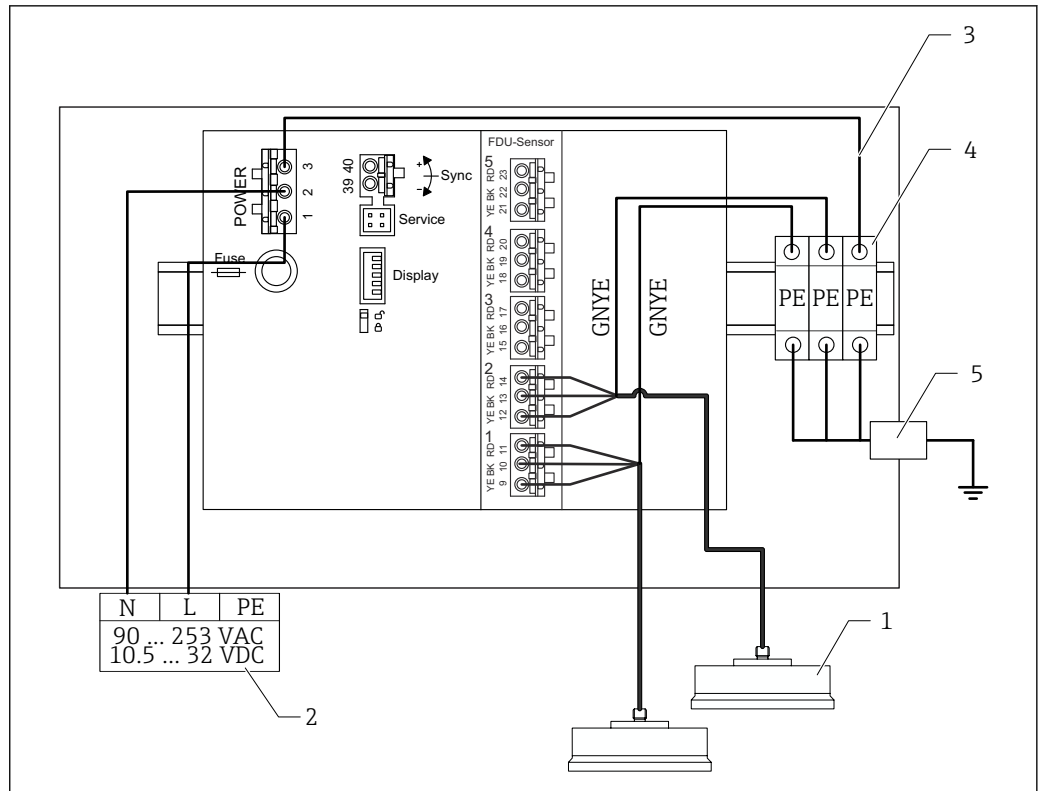 3
FDU-Sensor
POWER
3
2
1
39 40
+
-
Sync
Service
Fuse
Display
5
YE BK RD
21 22 23
4
YE BK RD
18 19 20
3
YE BK RD
15 16 17
2
YE BK RD
12 13 14
1
YE BK RD
9 10 11
GNYE
GNYE
4
PE PE PE
5
N L PE
90 ... 253 VAC
10.5 ... 32 VDC
2
1